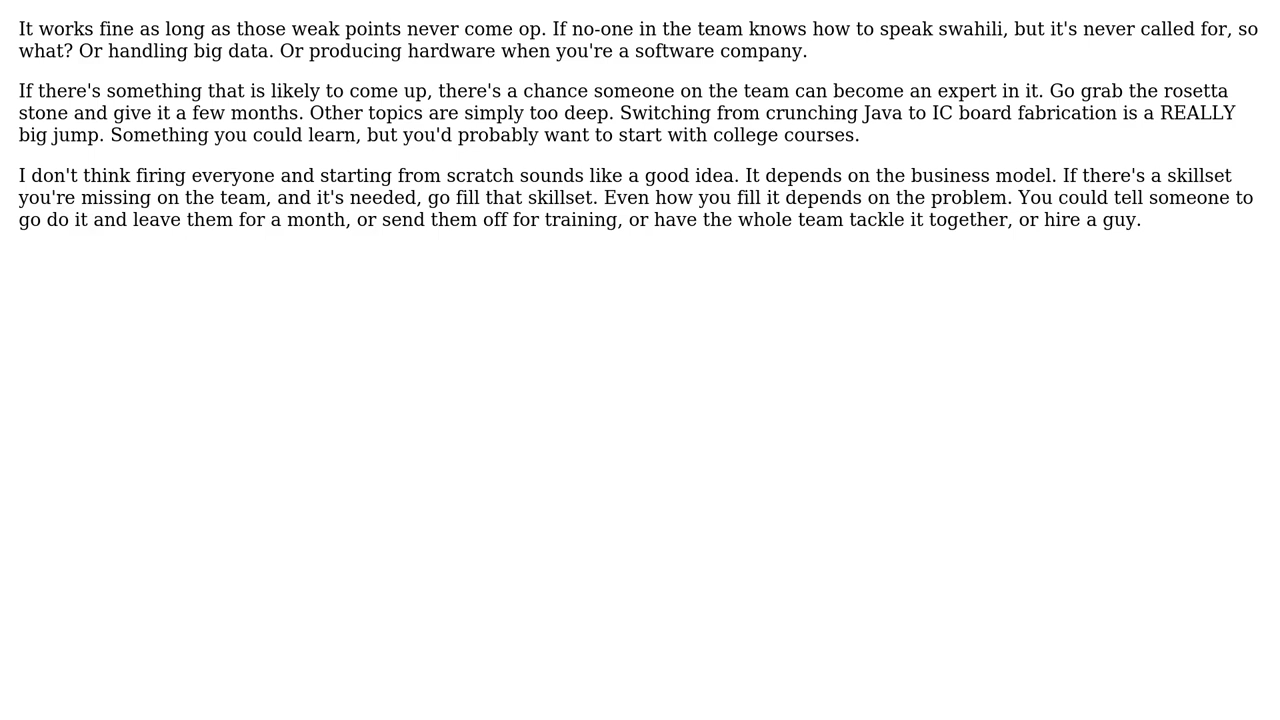 It works fine as long as those weak points never come op. If no-one in the team knows how to speak swahili, but it's never called for, so
what? Or handling big data. Or producing hardware when you're a software company.
If there's something that is likely to come up, there's a chance someone on the team can become an expert in it. Go grab the rosetta
stone and give it a few months. Other topics are simply too deep. Switching from crunching Java to IC board fabrication is a REALLY
big jump. Something you could learn, but you'd probably want to start with college courses.
I don't think firing everyone and starting from scratch sounds like a good idea. It depends on the business model. If there's a skillset
you're missing on the team, and it's needed, go fill that skillset. Even how you fill it depends on the problem. You could tell someone to
go do it and leave them for a month, or send them off for training, or have the whole team tackle it together, or hire a guy.